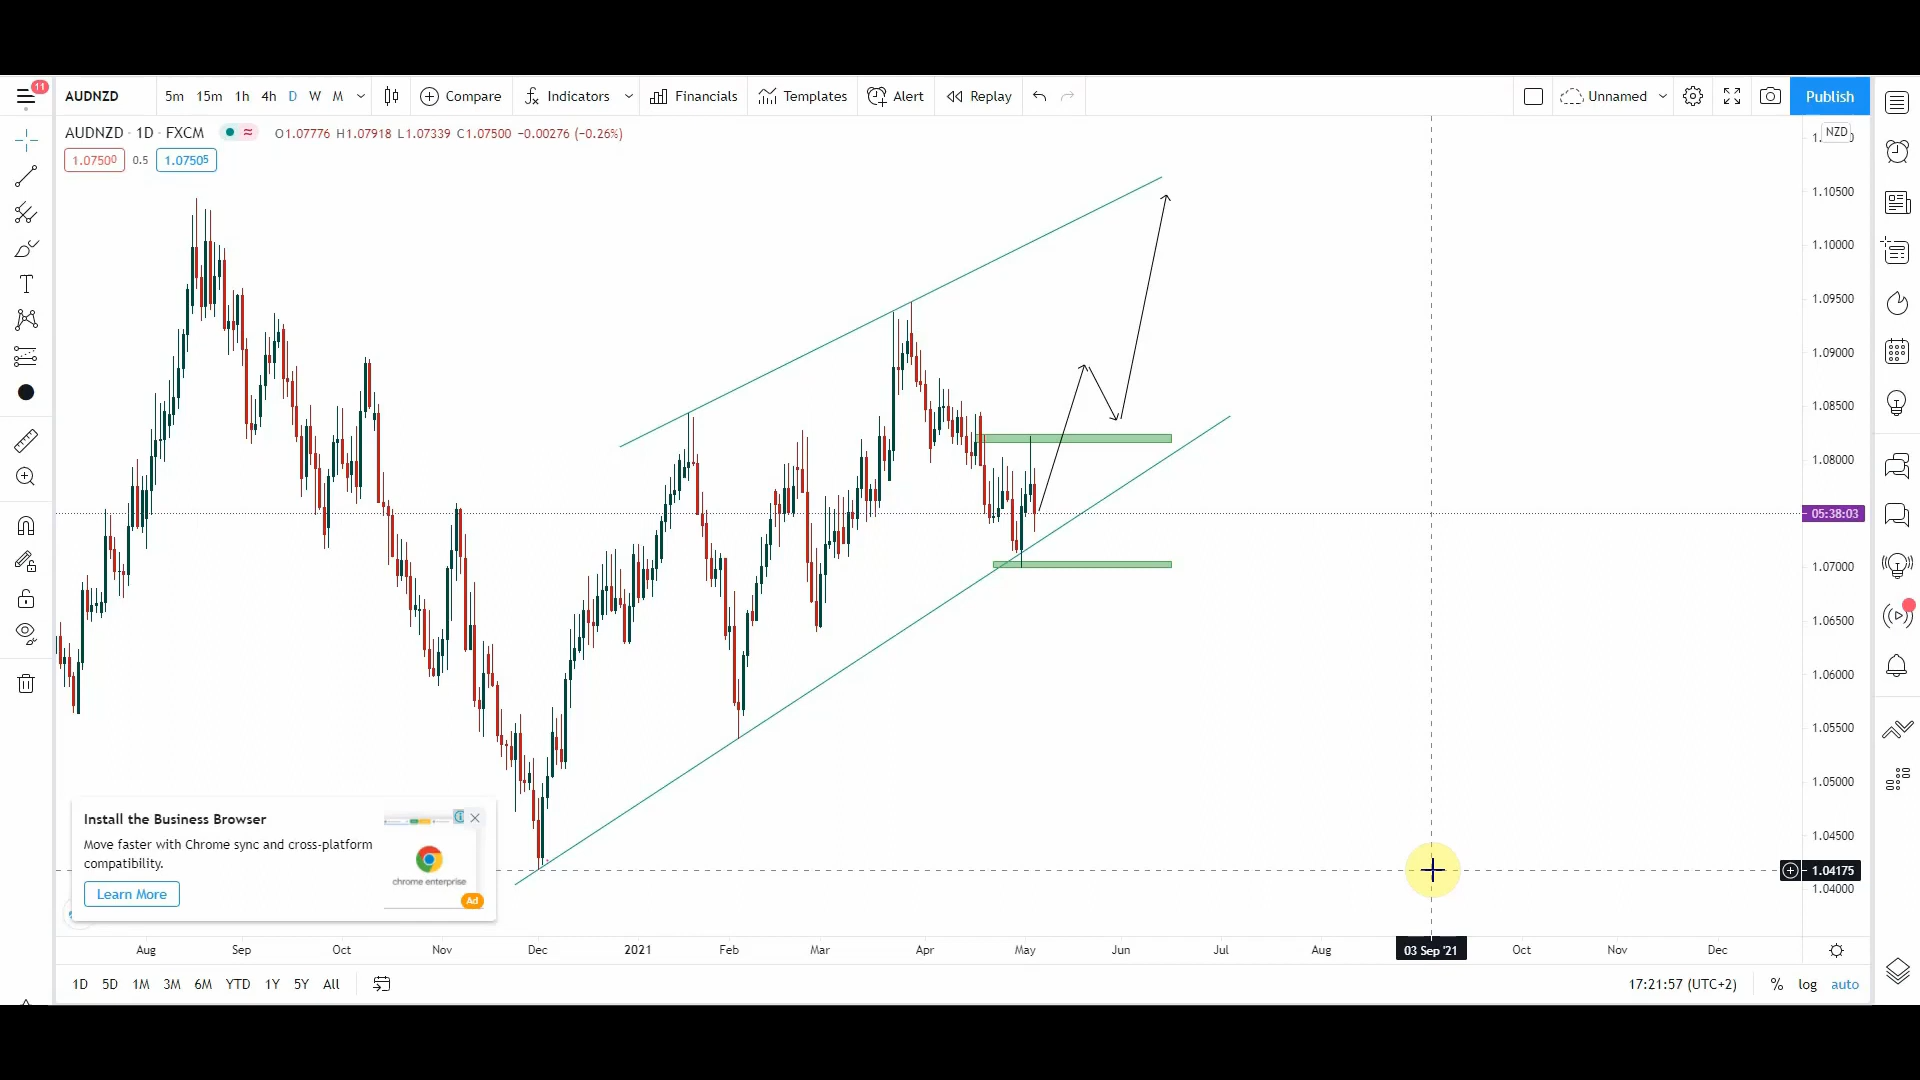 11
AUDNZD 5m 15m 1h 4h D W M Compare Indicators Financials Templates Alert Replay Unnamed Publish
AUDNZD · 1D · FXCM O1.07776 H1.07918 L1.07339 C1.07500 −0.00276 (−0.26%)
NZD
1.07500 0.5 1.07505
1.10500
1.10000
1.09500
1.09000
1.08500
1.08000
05:38:03
1.07000
1.06500
1.06000
1.05500
1.05000
1.04500
1.04175
1.04000
Install the Business Browser
Move faster with Chrome sync and cross-platform
compatibility.
Learn More
chrome enterprise
Ad
Aug Sep Oct Nov Dec 2021 Feb Mar Apr May Jun Jul Aug 03 Sep '21 Oct Nov Dec
1D 5D 1M 3M 6M YTD 1Y 5Y All 17:21:57 (UTC+2) % log auto